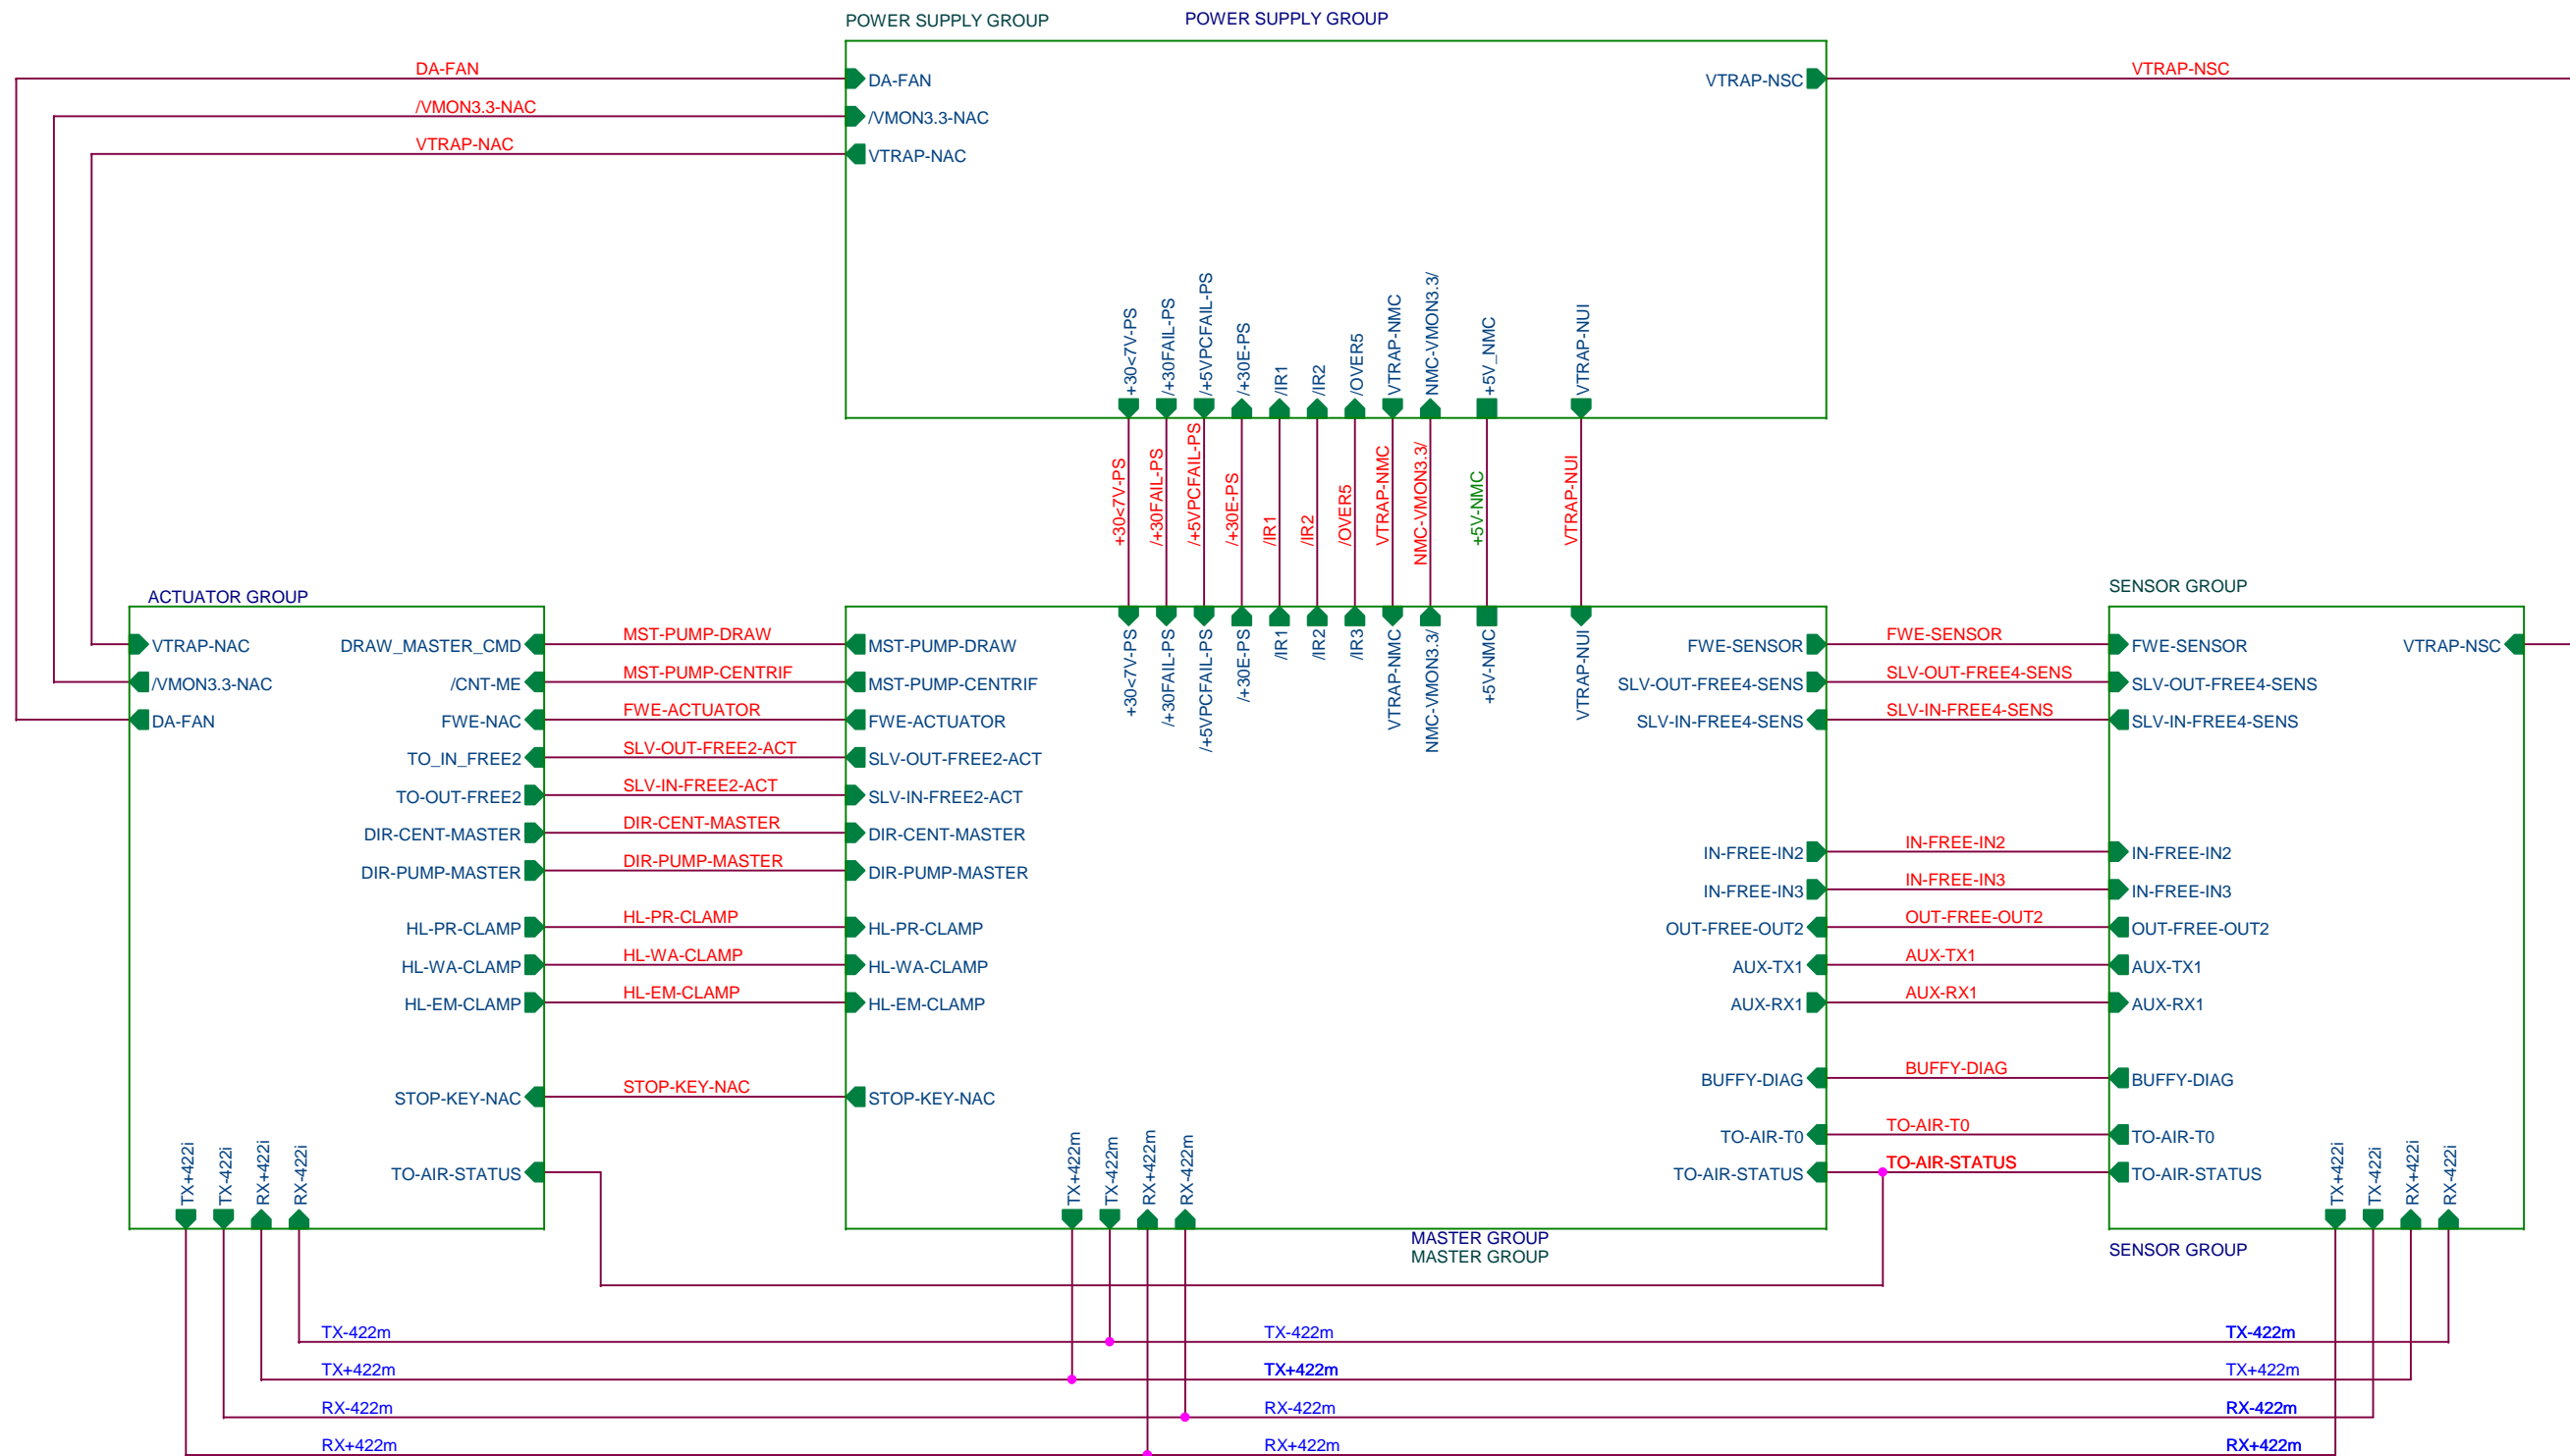 POWER SUPPLY GROUP
POWER SUPPLY GROUP
DA-FAN
/VMON3.3-NAC
VTRAP-NAC
VTRAP-NSC
DA-FAN
/VMON3.3-NAC
VTRAP-NAC
VTRAP-NSC
+30<7V-PS
/+30FAIL-PS
/+5VPCFAIL-PS
/+30E-PS
/IR1
/IR2
/OVER5
VTRAP-NMC
NMC-VMON3.3/
+5V_NMC
VTRAP-NUI
+30<7V-PS
/+30FAIL-PS
/+5VPCFAIL-PS
/+30E-PS
/IR1
/IR2
/OVER5
VTRAP-NMC
NMC-VMON3.3/
+5V-NMC
VTRAP-NUI
ACTUATOR GROUP
VTRAP-NAC
/VMON3.3-NAC
DA-FAN
DRAW_MASTER_CMD
/CNT-ME
FWE-NAC
TO_IN_FREE2
TO-OUT-FREE2
DIR-CENT-MASTER
DIR-PUMP-MASTER
HL-PR-CLAMP
HL-WA-CLAMP
HL-EM-CLAMP
STOP-KEY-NAC
TO-AIR-STATUS
TX+422i
TX-422i
RX+422i
RX-422i
MST-PUMP-DRAW
MST-PUMP-CENTRIF
FWE-ACTUATOR
SLV-OUT-FREE2-ACT
SLV-IN-FREE2-ACT
DIR-CENT-MASTER
DIR-PUMP-MASTER
HL-PR-CLAMP
HL-WA-CLAMP
HL-EM-CLAMP
STOP-KEY-NAC
+30<7V-PS
/+30FAIL-PS
/+5VPCFAIL-PS
/+30E-PS
/IR1
/IR2
/IR3
VTRAP-NMC
NMC-VMON3.3/
+5V-NMC
VTRAP-NUI
MST-PUMP-DRAW
MST-PUMP-CENTRIF
FWE-ACTUATOR
SLV-OUT-FREE2-ACT
SLV-IN-FREE2-ACT
DIR-CENT-MASTER
DIR-PUMP-MASTER
HL-PR-CLAMP
HL-WA-CLAMP
HL-EM-CLAMP
STOP-KEY-NAC
TX+422m
TX-422m
RX+422m
RX-422m
FWE-SENSOR
SLV-OUT-FREE4-SENS
SLV-IN-FREE4-SENS
IN-FREE-IN2
IN-FREE-IN3
OUT-FREE-OUT2
AUX-TX1
AUX-RX1
BUFFY-DIAG
TO-AIR-T0
TO-AIR-STATUS
MASTER GROUP
MASTER GROUP
FWE-SENSOR
SLV-OUT-FREE4-SENS
SLV-IN-FREE4-SENS
IN-FREE-IN2
IN-FREE-IN3
OUT-FREE-OUT2
AUX-TX1
AUX-RX1
BUFFY-DIAG
TO-AIR-T0
TO-AIR-STATUS
SENSOR GROUP
FWE-SENSOR
SLV-OUT-FREE4-SENS
SLV-IN-FREE4-SENS
VTRAP-NSC
IN-FREE-IN2
IN-FREE-IN3
OUT-FREE-OUT2
AUX-TX1
AUX-RX1
BUFFY-DIAG
TO-AIR-T0
TO-AIR-STATUS
TX+422i
TX-422i
RX+422i
RX-422i
SENSOR GROUP
TX-422m
TX-422m
TX-422m
TX+422m
TX+422m
TX+422m
RX-422m
RX-422m
RX-422m
RX+422m
RX+422m
RX+422m